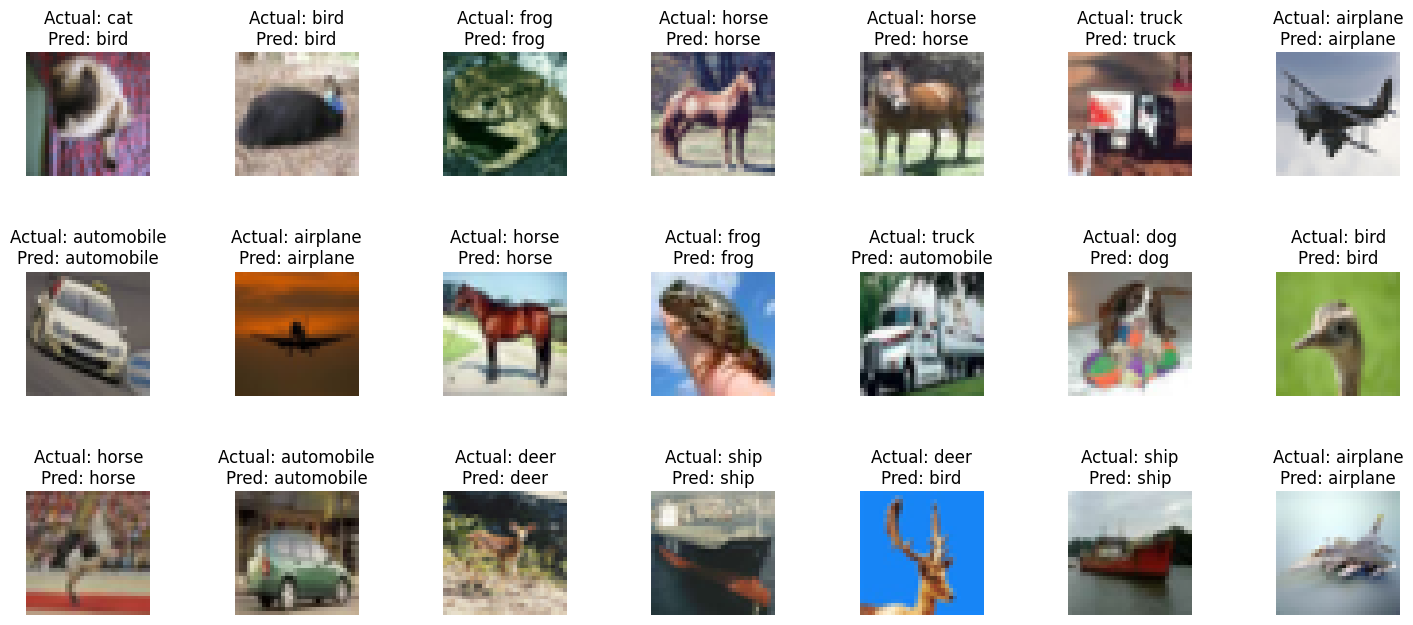 Actual: cat
Pred: bird
Actual: bird
Pred: bird
Actual: frog
Pred: frog
Actual: horse
Pred: horse
Actual: horse
Pred: horse
Actual: truck
Pred: truck
Actual: airplane
Pred: airplane
Actual: automobile
Pred: automobile
Actual: airplane
Pred: airplane
Actual: horse
Pred: horse
Actual: frog
Pred: frog
Actual: truck
Pred: automobile
Actual: dog
Pred: dog
Actual: bird
Pred: bird
Actual: horse
Pred: horse
Actual: automobile
Pred: automobile
Actual: deer
Pred: deer
Actual: ship
Pred: ship
Actual: deer
Pred: bird
Actual: ship
Pred: ship
Actual: airplane
Pred: airplane